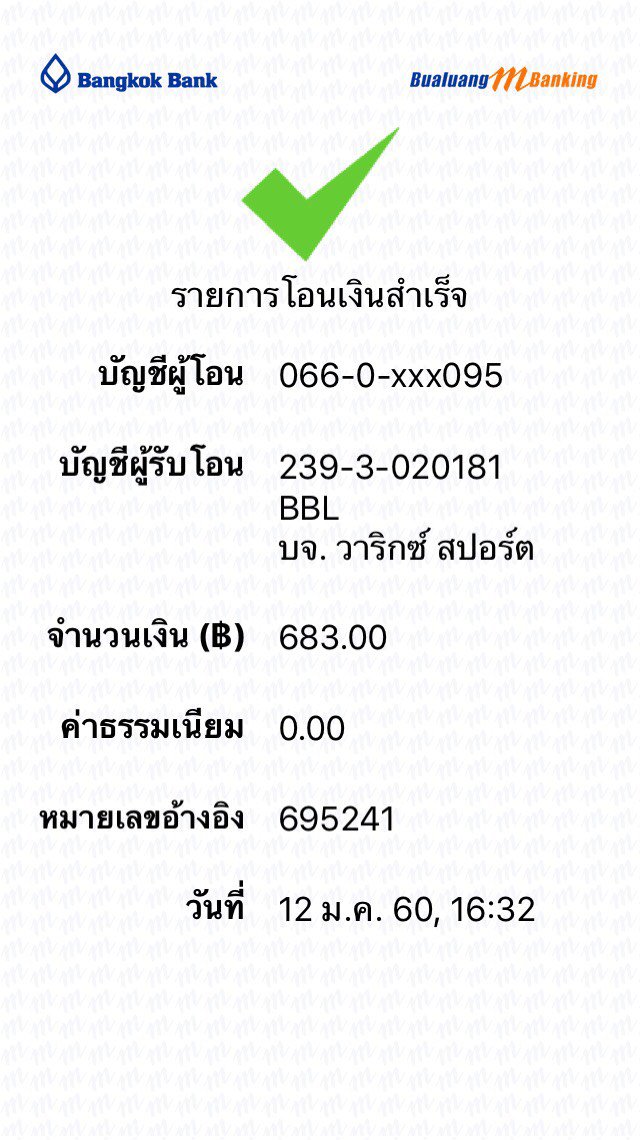 Bangkok Bank
Bualuang mBanking
รายการโอนเงินสำเร็จ
บัญชีผู้โอน 066-0-xxx095
บัญชีผู้รับโอน 239-3-020181
BBL
บจ. วาริกซ์ สปอร์ต
จำนวนเงิน (฿) 683.00
ค่าธรรมเนียม 0.00
หมายเลขอ้างอิง 695241
วันที่ 12 ม.ค. 60, 16:32